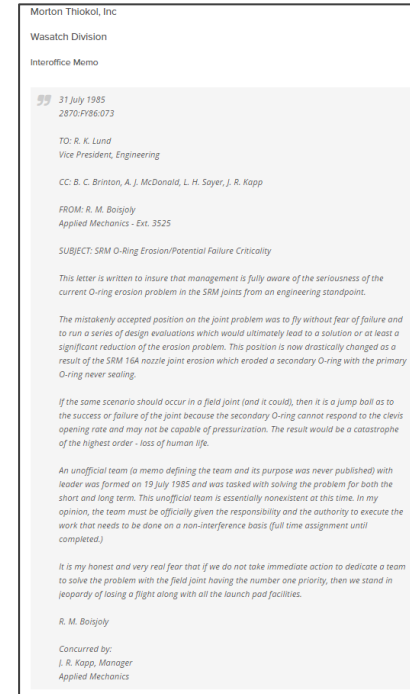 Morton Thiokol, Inc
Wasatch Division
Interoffice Memo
31 July 1985
2870:FY86:073
TO: R. K. Lund
Vice President, Engineering
CC: B. C. Brinton, A. J. McDonald, L. H. Sayer, J. R. Kapp
FROM: R. M. Boisjoly
Applied Mechanics - Ext. 3525
SUBJECT: SRM O-Ring Erosion/Potential Failure Criticality
This letter is written to insure that management is fully aware of the seriousness of the
current O-ring erosion problem in the SRM joints from an engineering standpoint.
The mistakenly accepted position on the joint problem was to fly without fear of failure and
to run a series of design evaluations which would ultimately lead to a solution or at least a
significant reduction of the erosion problem. This position is now drastically changed as a
result of the SRM 16A nozzle joint erosion which eroded a secondary O-ring with the primary
O-ring never sealing.
If the same scenario should occur in a field joint (and it could), then it is a jump ball as to
the success or failure of the joint because the secondary O-ring cannot respond to the clevis
opening rate and may not be capable of pressurization. The result would be a catastrophe
of the highest order - loss of human life.
An unofficial team (a memo defining the team and its purpose was never published) with
leader was formed on 19 July 1985 and was tasked with solving the problem for both the
short and long term. This unofficial team is essentially nonexistent at this time. In my
opinion, the team must be officially given the responsibility and the authority to execute the
work that needs to be done on a non-interference basis (full time assignment until
completed.)
It is my honest and very real fear that if we do not take immediate action to dedicate a team
to solve the problem with the field joint having the number one priority, then we stand in
jeopardy of losing a flight along with all the launch pad facilities.
R. M. Boisjoly
Concurred by:
J. R. Kapp, Manager
Applied Mechanics